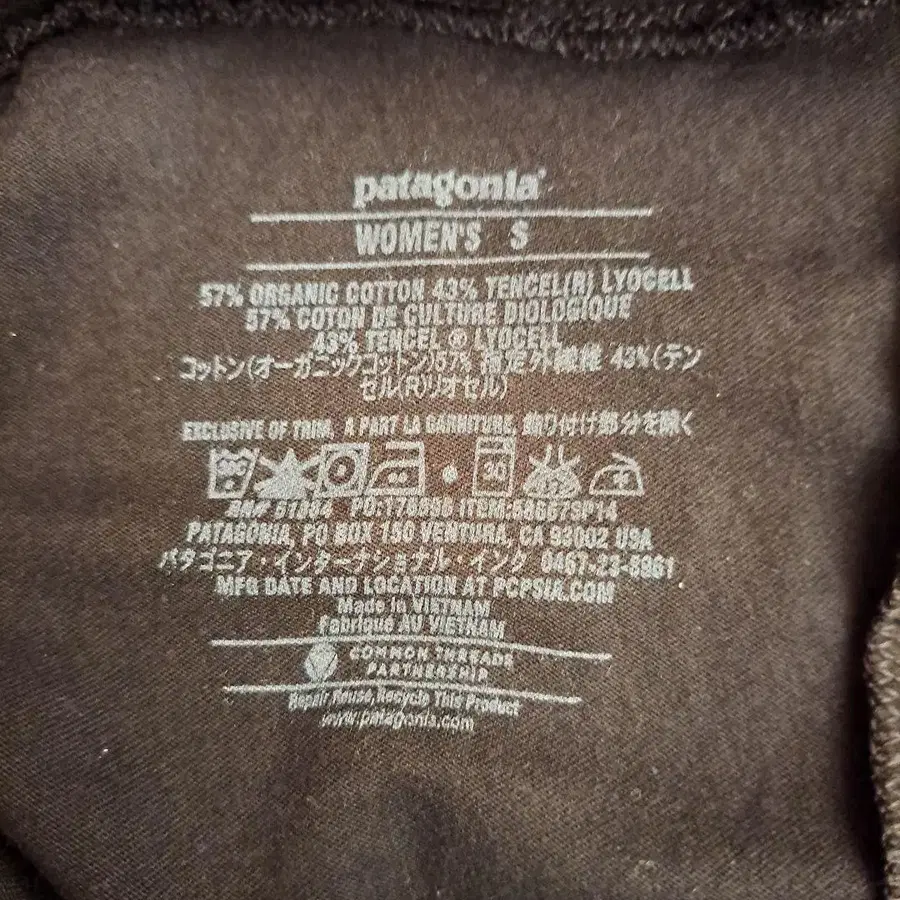 patagonia®
WOMEN'S S
57% ORGANIC COTTON 43% TENCEL(R) LYOCELL
57% COTON DE CULTURE DIOLOGIQUE
43% TENCEL ® LYOCELL
コットン(オーガニックコットン)57% 指定外繊維 43%(テン
セル(R)リオセル)
EXCLUSIVE OF TRIM. A PART LA GARNITURE. 飾り付け部分を除く
30
PATAGONIA, PO BOX 150 VENTURA, CA 93002 USA
パタゴニア・インターナショナル・インク 0467-23-8961
MFG DATE AND LOCATION AT PCPSIA.COM
Made in VIETNAM
Fabriqué AU VIETNAM
COMMON THREADS
PARTNERSHIP
Repair Reuse, Recycle This Product
www.patagonia.com